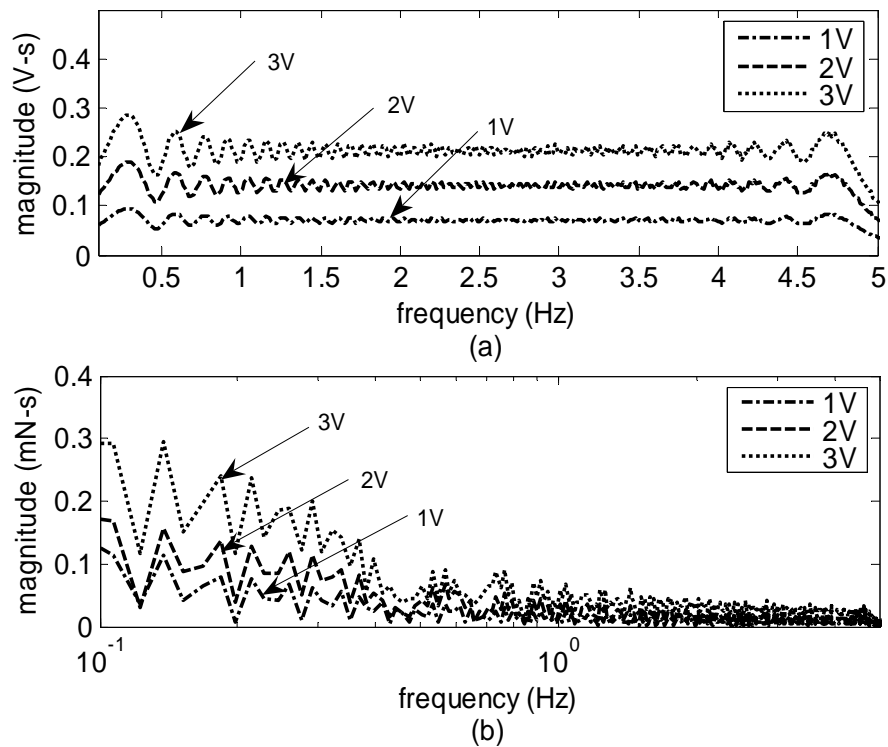 magnitude (V-s)
0.4
0.3
0.2
0.1
0
3V
2V
1V
1V
2V
3V
0.5
1
1.5
2
2.5
3
3.5
4
4.5
5
frequency (Hz)
(a)
magnitude (mN-s)
0.4
0.3
0.2
0.1
0
3V
2V
1V
1V
2V
3V
10⁻¹
10⁰
frequency (Hz)
(b)